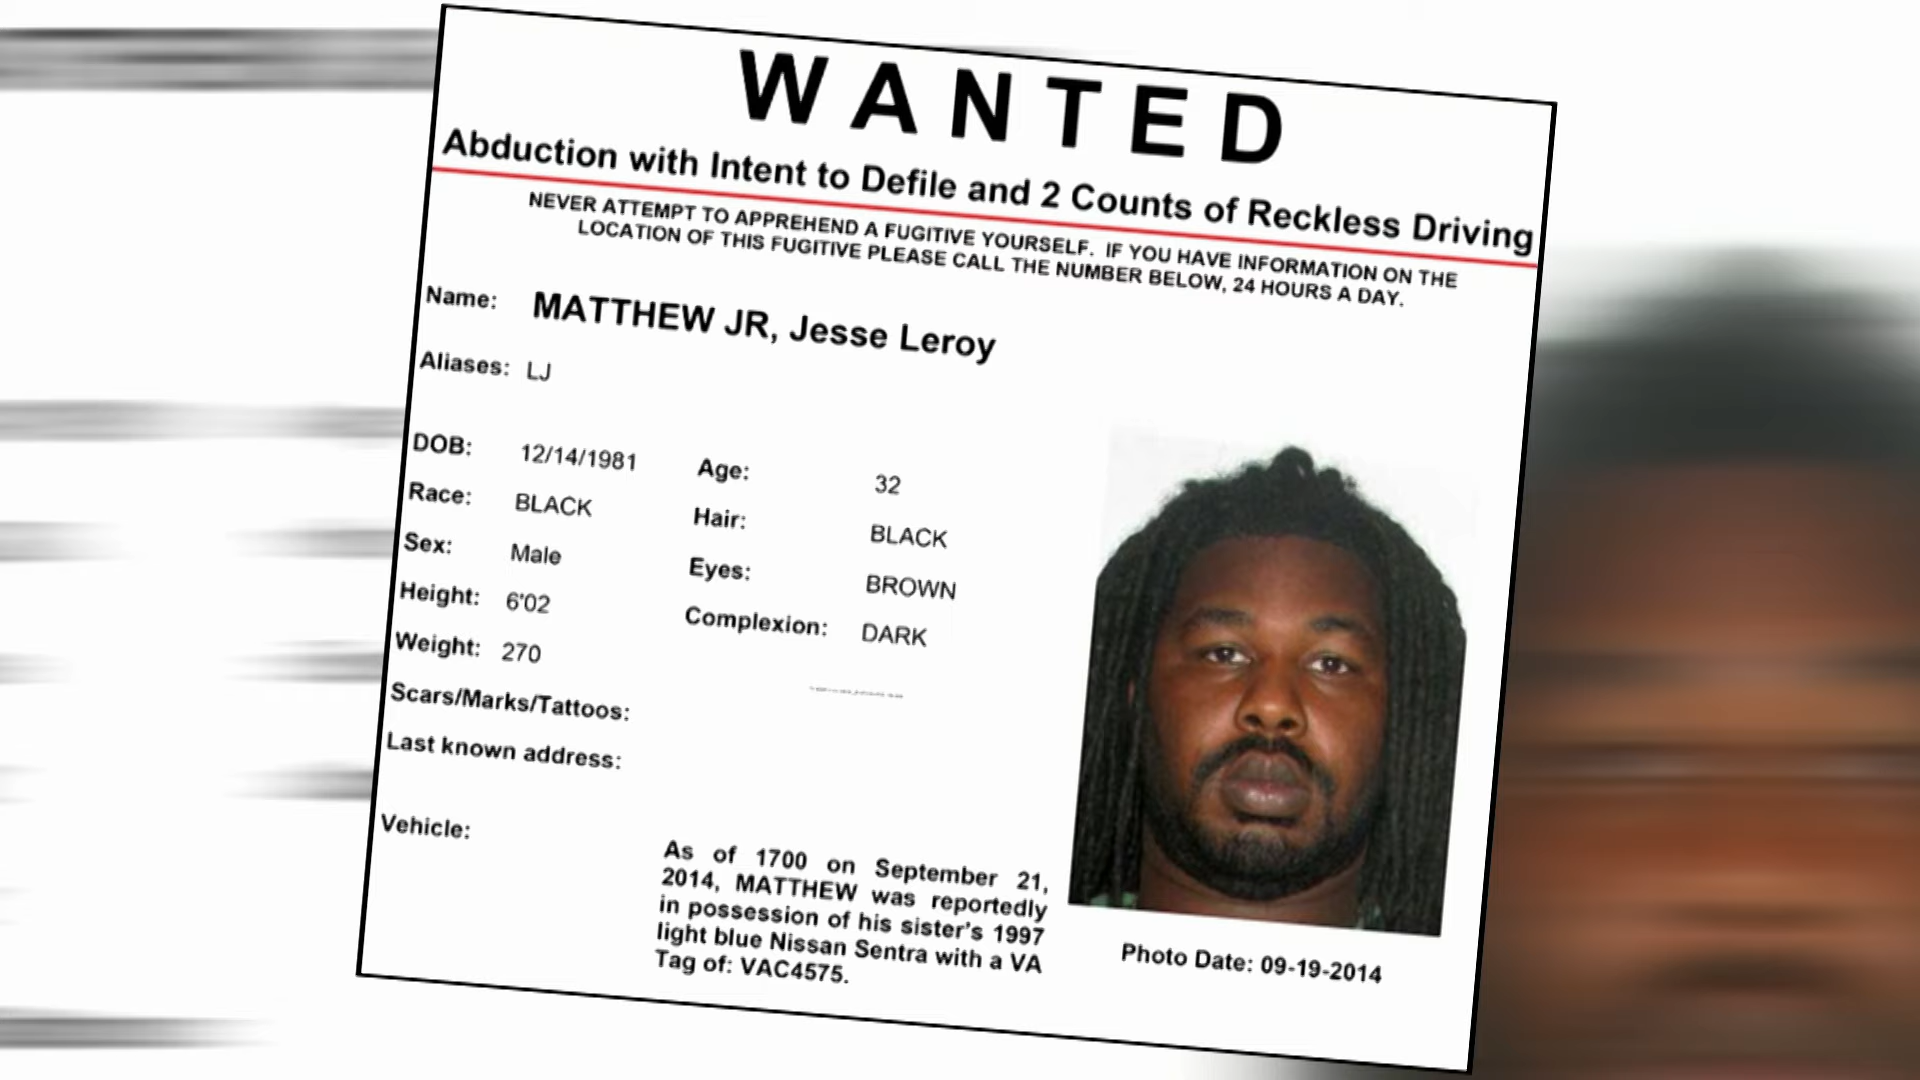 WANTED
Abduction with Intent to Defile and 2 Counts of Reckless Driving
NEVER ATTEMPT TO APPREHEND A FUGITIVE YOURSELF. IF YOU HAVE INFORMATION ON THE
LOCATION OF THIS FUGITIVE PLEASE CALL THE NUMBER BELOW, 24 HOURS A DAY.
Name: MATTHEW JR, Jesse Leroy
Aliases: LJ
DOB: 12/14/1981 Age: 32
Race: BLACK Hair: BLACK
Sex: Male Eyes: BROWN
Height: 6'02 Complexion: DARK
Weight: 270
Scars/Marks/Tattoos:
Last known address:
Vehicle:
As of 1700 on September 21,
2014, MATTHEW was reportedly
in possession of his sister's 1997
light blue Nissan Sentra with a VA
Tag of: VAC4575.
Photo Date: 09-19-2014